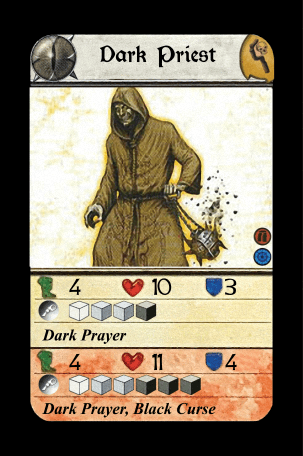 Dark Priest
4 10 3
Dark Prayer
4 11 4
Dark Prayer, Black Curse